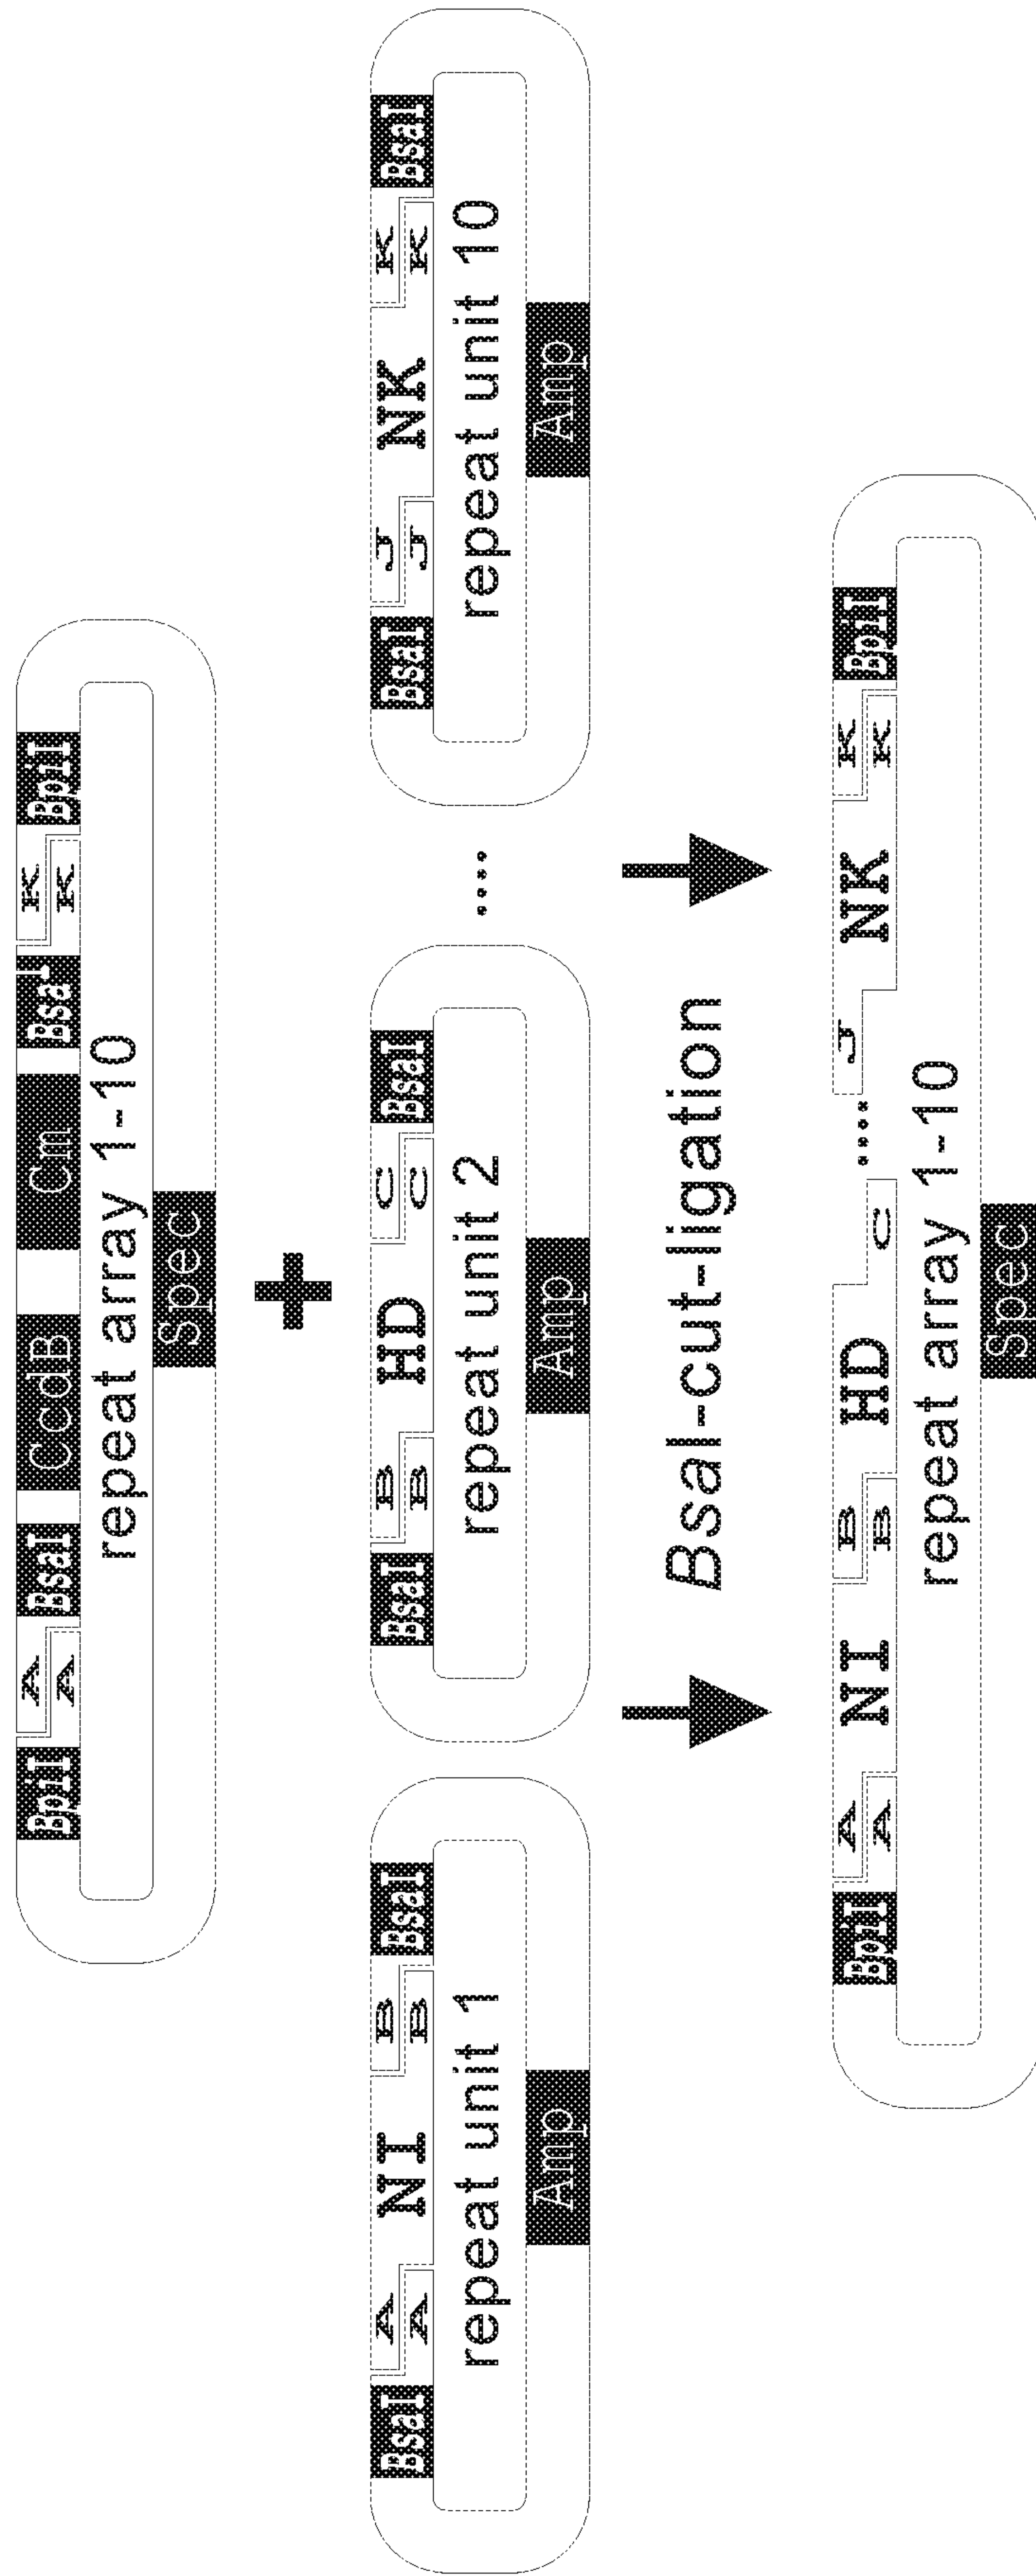 BpiI A A BsaI CcdB Cm BsaI K K BpiI
repeat array 1-10
Spec
+
BsaI A A NI B B BsaI
repeat unit 1
Amp
BsaI B B HD C C BsaI
repeat unit 2
Amp
....
BsaI J J NK K K BsaI
repeat unit 10
Amp
BsaI-cut-ligation
BpiI A A NI B B HD C .... J NK K K BpiI
repeat array 1-10
Spec